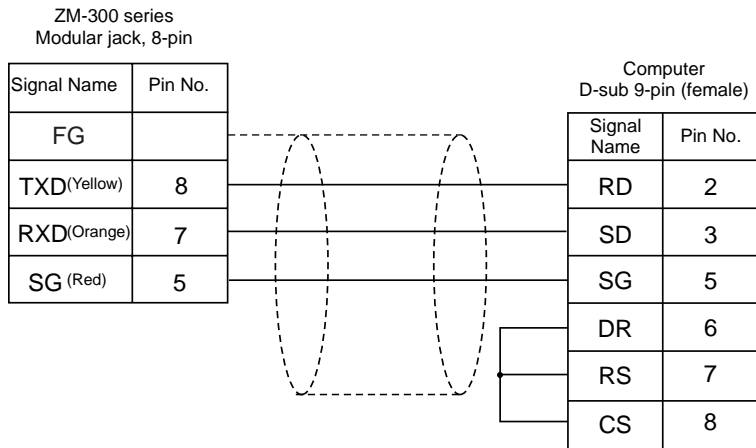 ZM-300 series
Modular jack, 8-pin
Signal Name Pin No.
FG
TXD(Yellow) 8
RXD(Orange) 7
SG (Red) 5
Computer
D-sub 9-pin (female)
Signal
Name
Pin No.
RD 2
SD 3
SG 5
DR 6
RS 7
CS 8